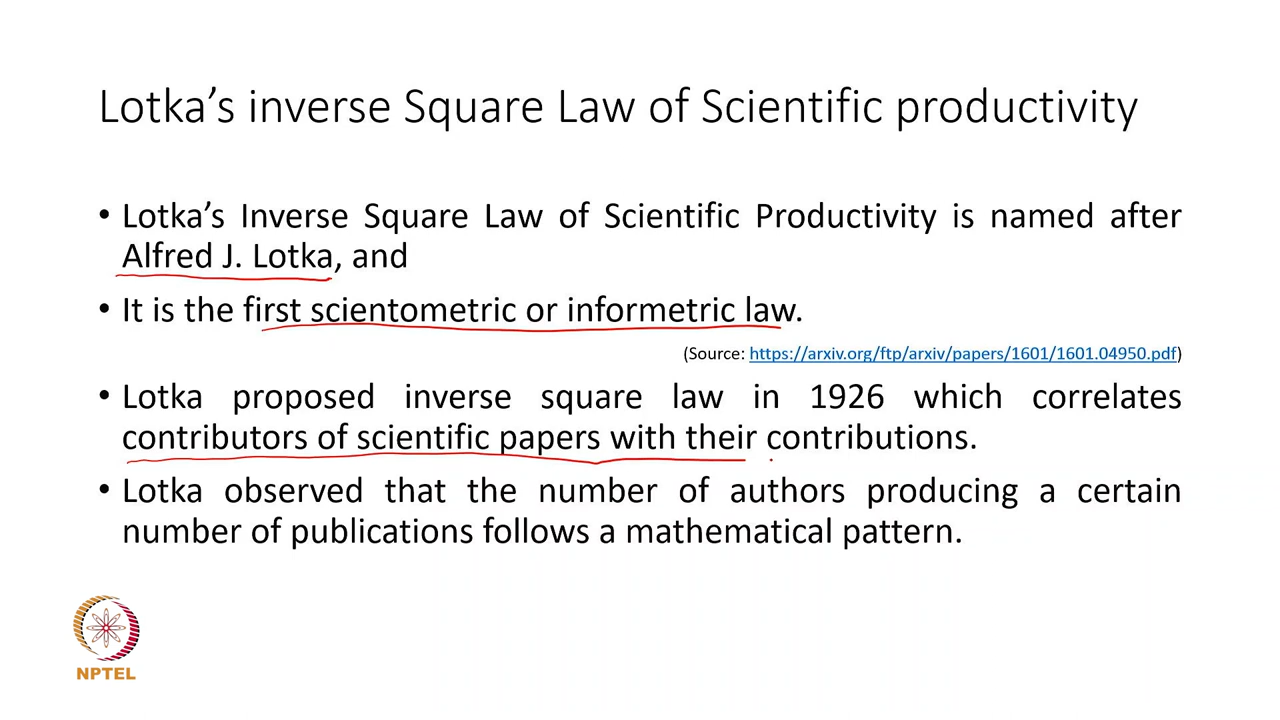 Lotka’s inverse Square Law of Scientific productivity
• Lotka’s Inverse Square Law of Scientific Productivity is named after
Alfred J. Lotka, and
• It is the first scientometric or informetric law.
(Source: https://arxiv.org/ftp/arxiv/papers/1601/1601.04950.pdf)
• Lotka proposed inverse square law in 1926 which correlates
contributors of scientific papers with their contributions.
• Lotka observed that the number of authors producing a certain
number of publications follows a mathematical pattern.
NPTEL